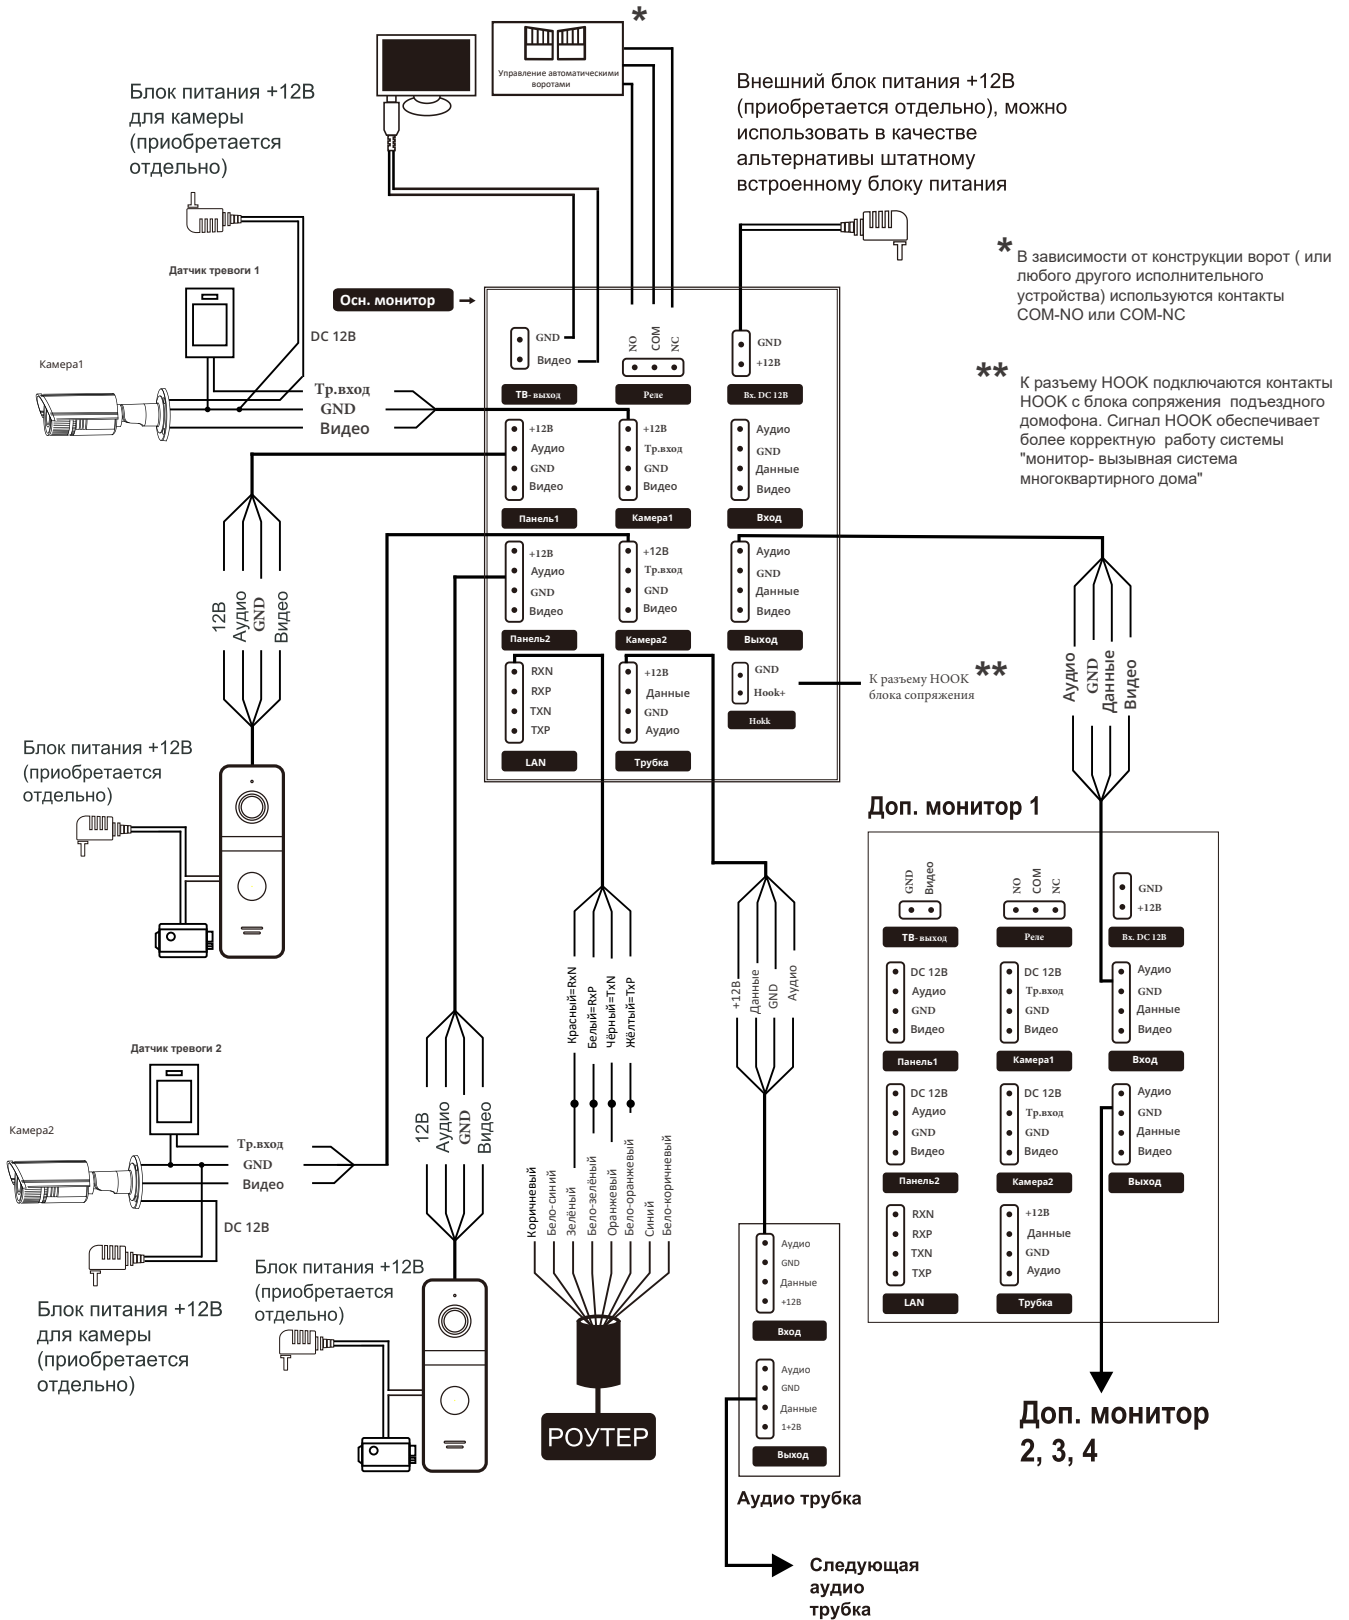 *
Управление автоматическими
воротами
Блок питания +12В
для камеры
(приобретается
отдельно)
Внешний блок питания +12В
(приобретается отдельно), можно
использовать в качестве
альтернативы штатному
встроенному блоку питания
* В зависимости от конструкции ворот ( или
любого другого исполнительного
устройства) используются контакты
COM-NO или COM-NC
** К разъему HOOK подключаются контакты
HOOK с блока сопряжения подъездного
домофона. Сигнал HOOK обеспечивает
более корректную работу системы
"монитор- вызывная система
многоквартирного дома"
Датчик тревоги 1
Осн. монитор
DC 12В
Камера1
Тр.вход
GND
Видео
GND
Видео
ТВ- выход
NO
COM
NC
Реле
GND
+12В
Вх. DC 12В
+12В
Аудио
GND
Видео
Панель1
+12В
Тр.вход
GND
Видео
Камера1
Аудио
GND
Данные
Видео
Вход
+12В
Аудио
GND
Видео
Панель2
+12В
Тр.вход
GND
Видео
Камера2
Аудио
GND
Данные
Видео
Выход
RXN
RXP
TXN
TXP
LAN
+12В
Данные
GND
Аудио
Трубка
GND
Hook+
Hokk
К разъему HOOK **
блока сопряжения
12В
Аудио
GND
Видео
Аудио
GND
Данные
Видео
Блок питания +12В
(приобретается
отдельно)
Доп. монитор 1
GND
Видео
ТВ- выход
NO
COM
NC
Реле
GND
+12В
Вх. DC 12В
DC 12В
Аудио
GND
Видео
Панель1
DC 12В
Тр.вход
GND
Видео
Камера1
Аудио
GND
Данные
Видео
Вход
DC 12В
Аудио
GND
Видео
Панель2
DC 12В
Тр.вход
GND
Видео
Камера2
Аудио
GND
Данные
Видео
Выход
RXN
RXP
TXN
TXP
LAN
+12В
Данные
GND
Аудио
Трубка
Доп. монитор
2, 3, 4
Красный=RxN
Белый=RxP
Чёрный=TxN
Жёлтый=TxP
+12В
Данные
GND
Аудио
Датчик тревоги 2
Камера2
Тр.вход
GND
Видео
DC 12В
Блок питания +12В
для камеры
(приобретается
отдельно)
12В
Аудио
GND
Видео
Блок питания +12В
(приобретается
отдельно)
Коричневый
Бело-синий
Зелёный
Бело-зелёный
Оранжевый
Бело-оранжевый
Синий
Бело-коричневый
РОУТЕР
Аудио
GND
Данные
+12В
Вход
Аудио
GND
Данные
1+2В
Выход
Аудио трубка
Следующая
аудио
трубка